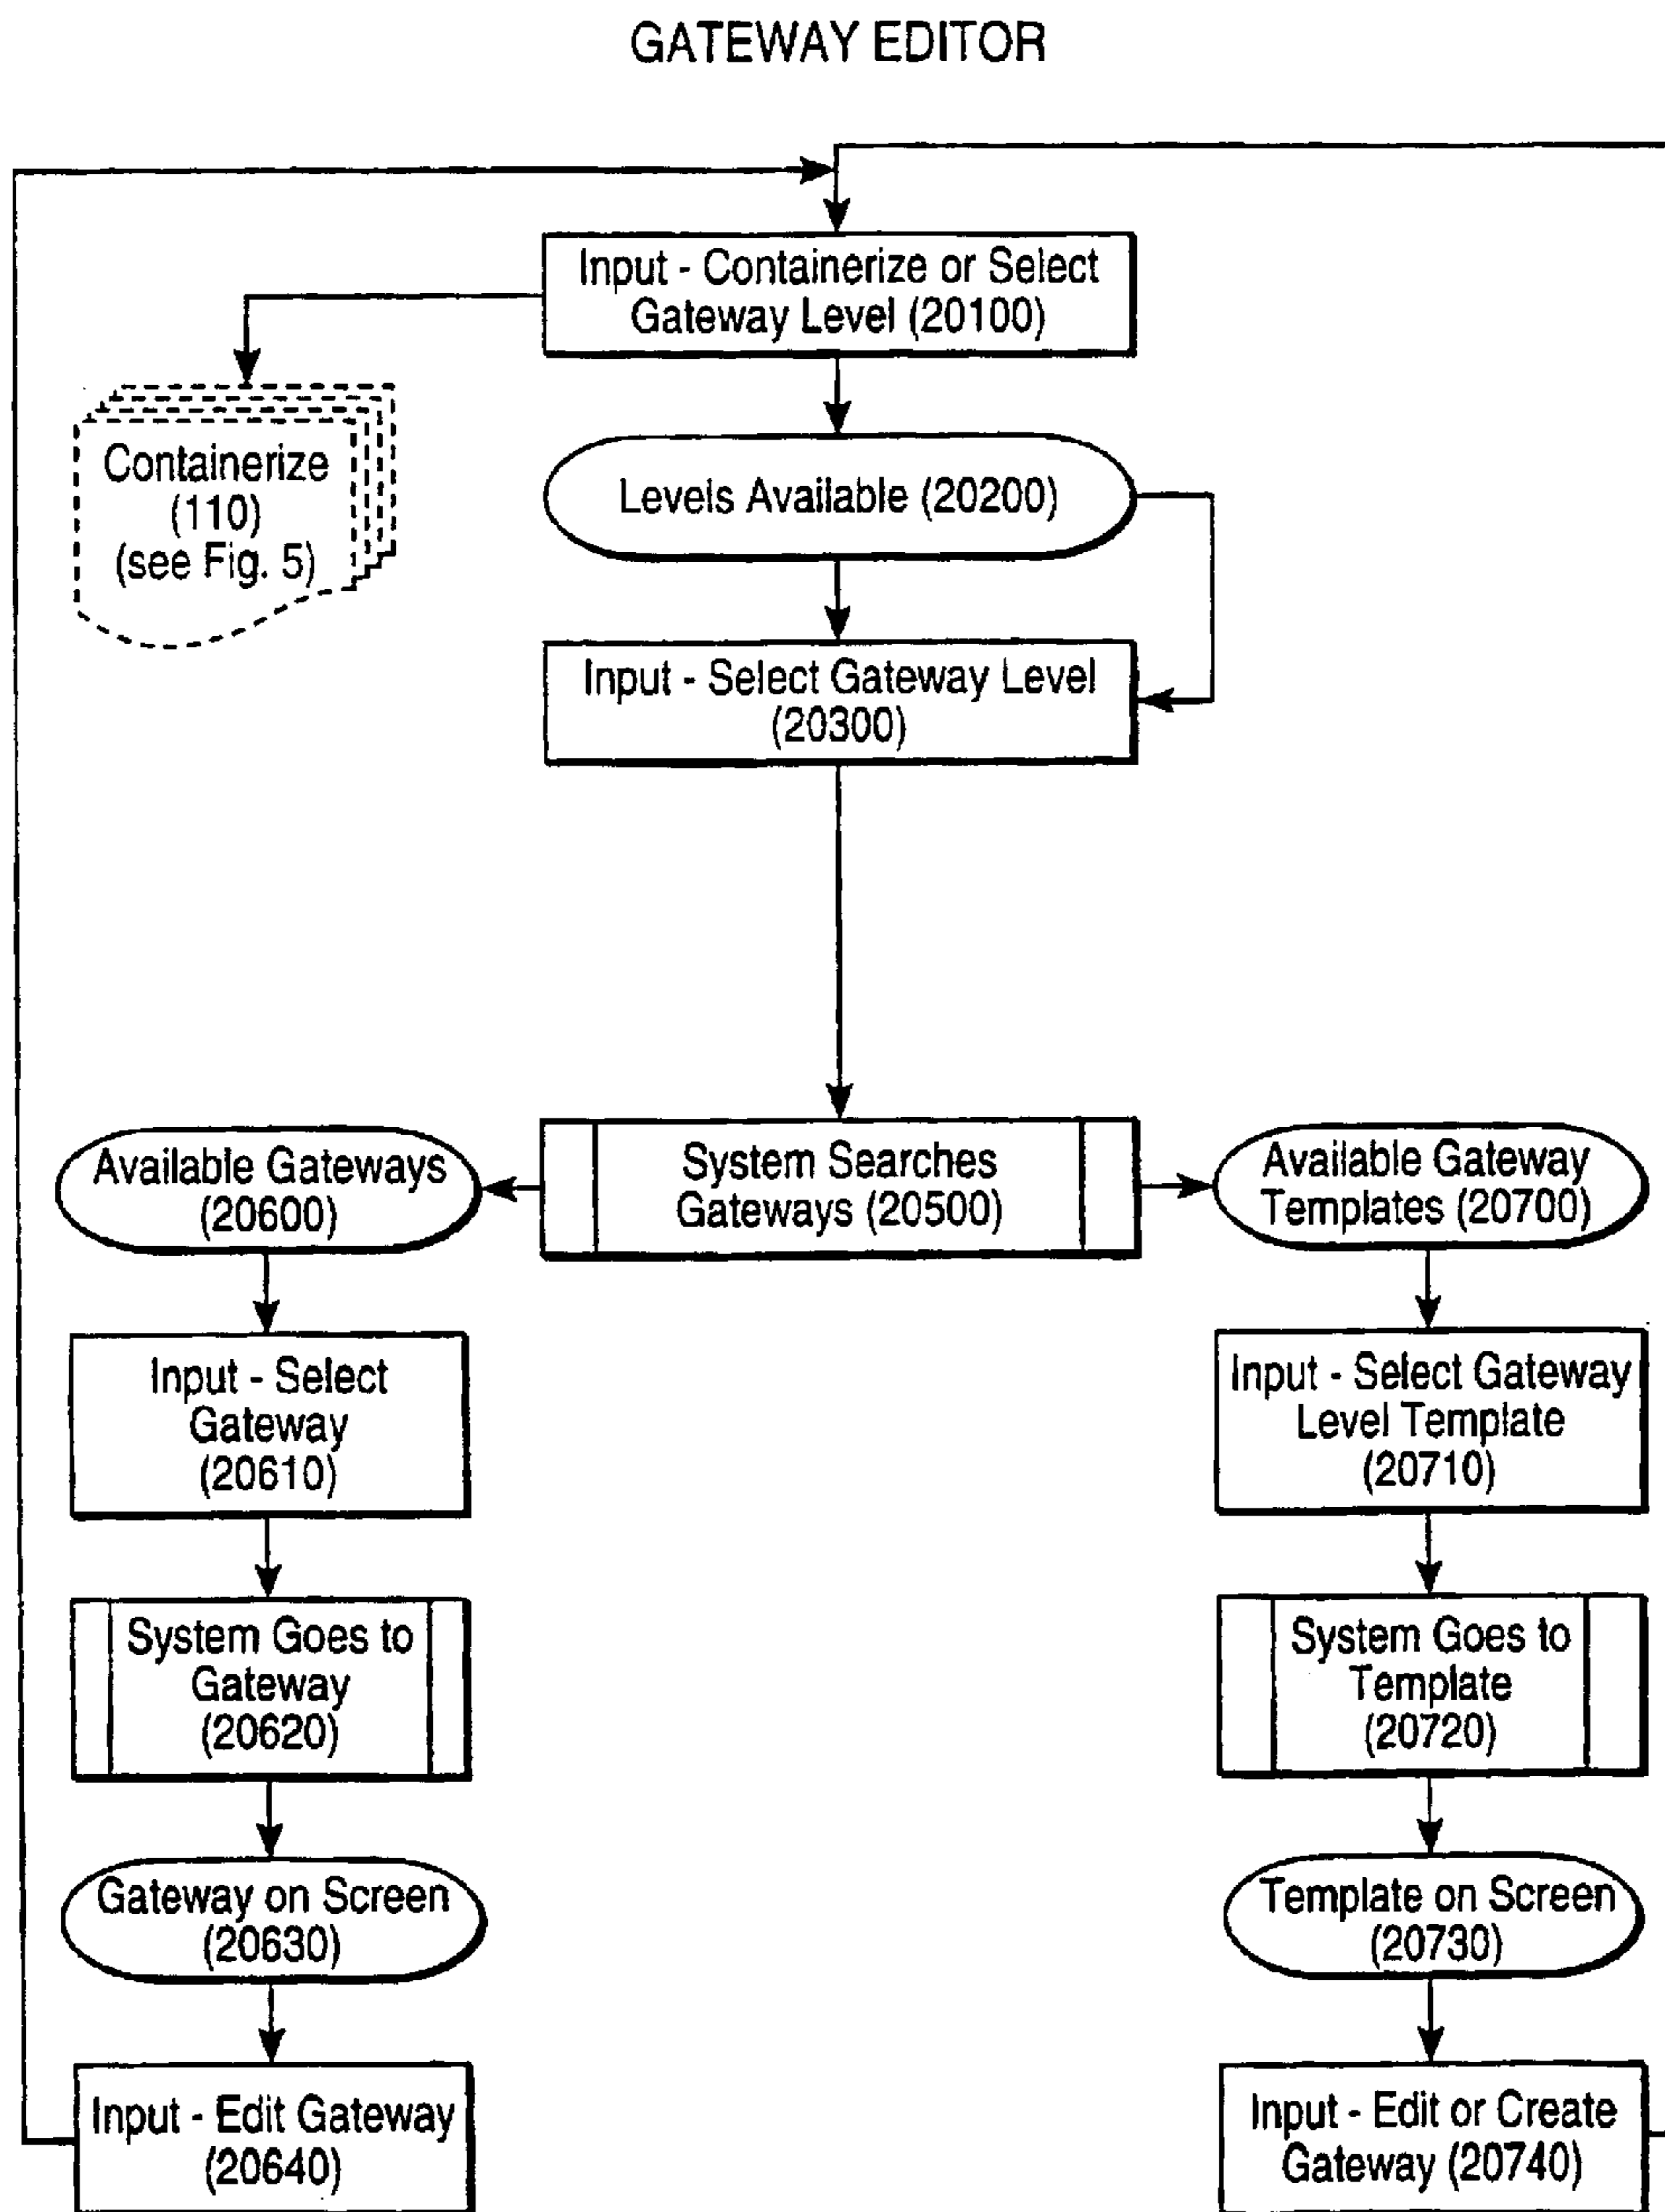 GATEWAY EDITOR
Input - Containerize or Select
Gateway Level (20100)
Containerize
(110)
(see Fig. 5)
Levels Available (20200)
Input - Select Gateway Level
(20300)
Available Gateways
(20600)
System Searches
Gateways (20500)
Available Gateway
Templates (20700)
Input - Select
Gateway
(20610)
Input - Select Gateway
Level Template
(20710)
System Goes to
Gateway
(20620)
System Goes to
Template
(20720)
Gateway on Screen
(20630)
Template on Screen
(20730)
Input - Edit Gateway
(20640)
Input - Edit or Create
Gateway (20740)